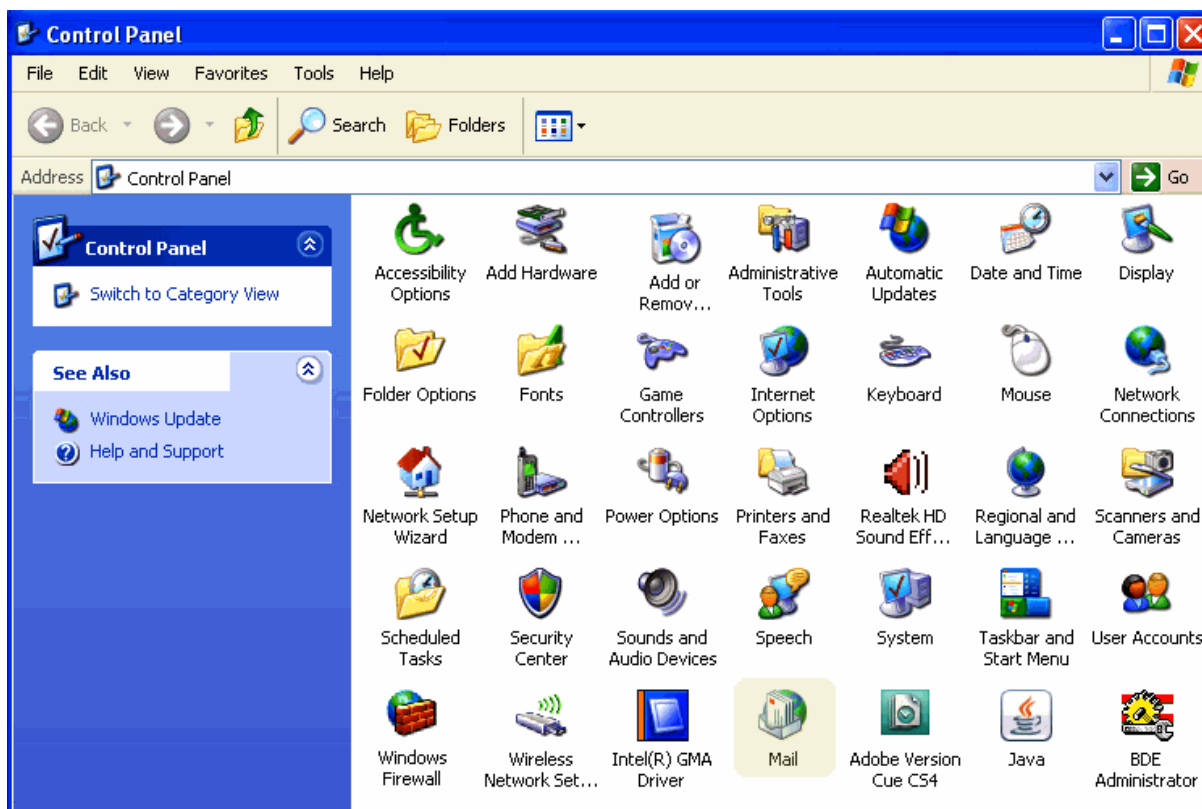 Control Panel
File Edit View Favorites Tools Help
Back Search Folders
Address Control Panel Go
Control Panel
Switch to Category View
See Also
Windows Update
Help and Support
Accessibility Options
Add Hardware
Add or Remov...
Administrative Tools
Automatic Updates
Date and Time
Display
Folder Options
Fonts
Game Controllers
Internet Options
Keyboard
Mouse
Network Connections
Network Setup Wizard
Phone and Modem ...
Power Options
Printers and Faxes
Realtek HD Sound Eff...
Regional and Language ...
Scanners and Cameras
Scheduled Tasks
Security Center
Sounds and Audio Devices
Speech
System
Taskbar and Start Menu
User Accounts
Windows Firewall
Wireless Network Set...
Intel(R) GMA Driver
Mail
Adobe Version Cue CS4
Java
BDE Administrator